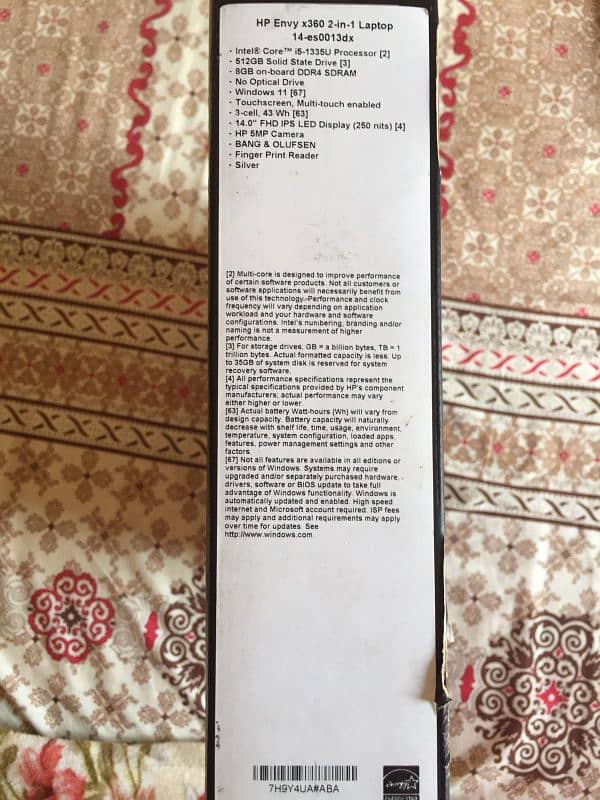 HP Envy x360 2-in-1 Laptop
14-es0013dx
· Intel® Core™ i5-1335U Processor [2]
· 512GB Solid State Drive [3]
· 8GB on-board DDR4 SDRAM
· No Optical Drive
· Windows 11 [67]
· Touchscreen, Multi-touch enabled
· 3-cell, 43 Wh [63]
· 14.0" FHD IPS LED Display (250 nits) [4]
· HP 5MP Camera
· BANG & OLUFSEN
· Finger Print Reader
· Silver
[2] Multi-core is designed to improve performance
of certain software products. Not all customers or
software applications will necessarily benefit from
use of this technology. Performance and clock
frequency will vary depending on application
workload and your hardware and software
configurations. Intel's numbering, branding and/or
naming is not a measurement of higher
performance.
[3] For storage drives, GB = a billion bytes, TB = 1
trillion bytes. Actual formatted capacity is less. Up
to 35GB of system disk is reserved for system
recovery software.
[4] All performance specifications represent the
typical specifications provided by HP's component
manufacturers; actual performance may vary
either higher or lower.
[63] Actual battery Watt-hours (Wh) will vary from
design capacity. Battery capacity will naturally
decrease with shelf life, time, usage, environment,
temperature, system configuration, loaded apps,
features, power management settings and other
factors.
[67] Not all features are available in all editions or
versions of Windows. Systems may require
upgraded and/or separately purchased hardware,
drivers, software or BIOS update to take full
advantage of Windows functionality. Windows is
automatically updated and enabled. High speed
internet and Microsoft account required. ISP fees
may apply and additional requirements may apply
over time for updates. See
http://www.windows.com
7H9Y4UA#ABA
ENERGY STAR